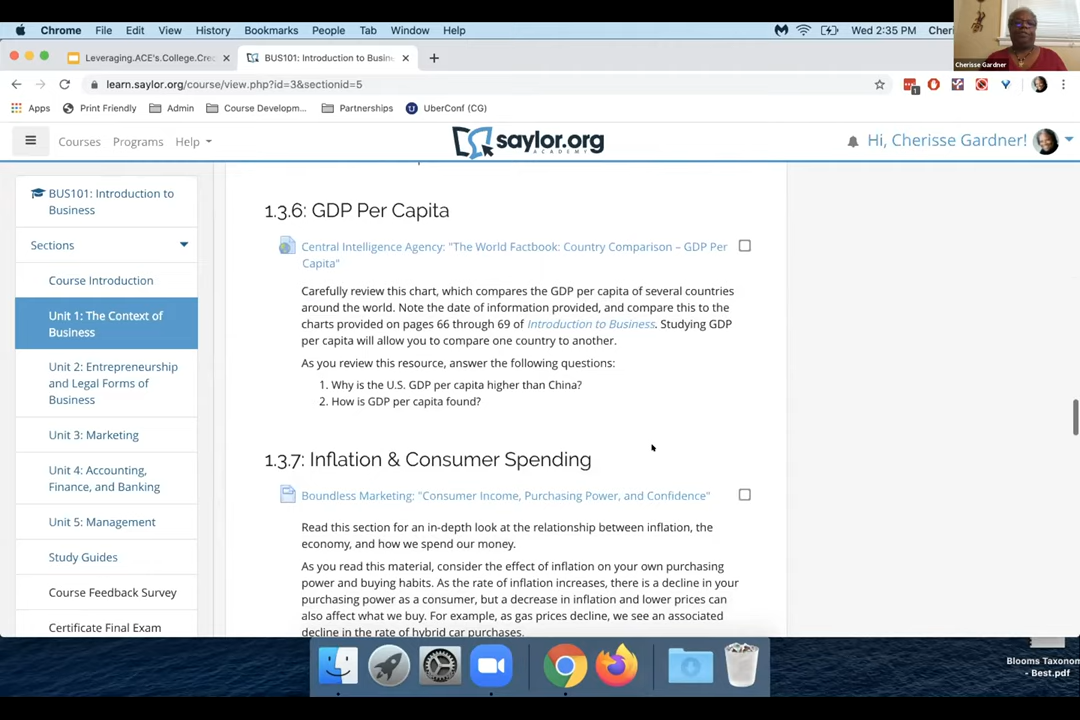 Chrome File Edit View History Bookmarks People Tab Window Help Wed 2:35 PM Cheri
Cherisse Gardner
Leveraging.ACE's.College.Cre
BUS101: Introduction to Busine
learn.saylor.org/course/view.php?id=3&sectionid=5
1
Apps Print Friendly Admin Course Developm... Partnerships UberConf (CG)
Courses Programs Help
saylor.org
ACADEMY
Hi, Cherisse Gardner!
BUS101: Introduction to
Business
Sections
Course Introduction
Unit 1: The Context of
Business
Unit 2: Entrepreneurship
and Legal Forms of
Business
Unit 3: Marketing
Unit 4: Accounting,
Finance, and Banking
Unit 5: Management
Study Guides
Course Feedback Survey
Certificate Final Exam
1.3.6: GDP Per Capita
Central Intelligence Agency: "The World Factbook: Country Comparison – GDP Per
Capita"
Carefully review this chart, which compares the GDP per capita of several countries
around the world. Note the date of information provided, and compare this to the
charts provided on pages 66 through 69 of Introduction to Business. Studying GDP
per capita will allow you to compare one country to another.
As you review this resource, answer the following questions:
1. Why is the U.S. GDP per capita higher than China?
2. How is GDP per capita found?
1.3.7: Inflation & Consumer Spending
Boundless Marketing: "Consumer Income, Purchasing Power, and Confidence"
Read this section for an in-depth look at the relationship between inflation, the
economy, and how we spend our money.
As you read this material, consider the effect of inflation on your own purchasing
power and buying habits. As the rate of inflation increases, there is a decline in your
purchasing power as a consumer, but a decrease in inflation and lower prices can
also affect what we buy. For example, as gas prices decline, we see an associated
decline in the rate of hybrid car purchases.
Blooms Taxonom
- Best.pdf